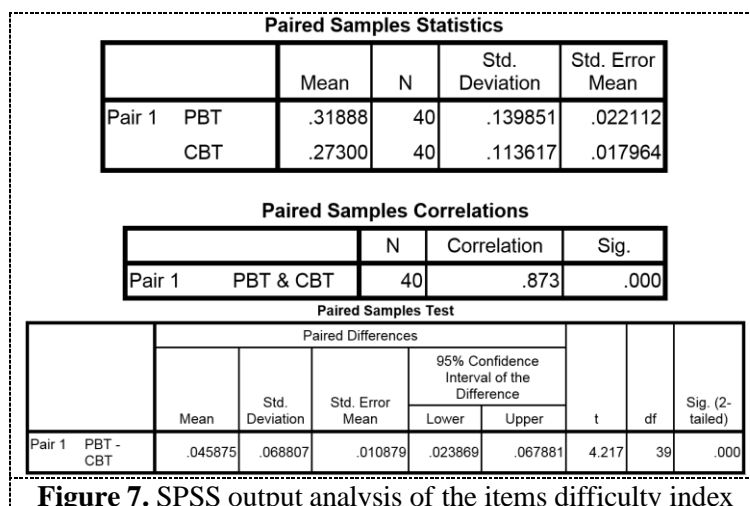 Paired Samples Statistics
Mean N Std. Deviation Std. Error Mean
Pair 1 PBT .31888 40 .139851 .022112
CBT .27300 40 .113617 .017964
Paired Samples Correlations
N Correlation Sig.
Pair 1 PBT & CBT 40 .873 .000
Paired Samples Test
Paired Differences
95% Confidence Interval of the Difference
Mean Std. Deviation Std. Error Mean Lower Upper t df Sig. (2-tailed)
Pair 1 PBT - CBT .045875 .068807 .010879 .023869 .067881 4.217 39 .000
Figure 7. SPSS output analysis of the items difficulty index